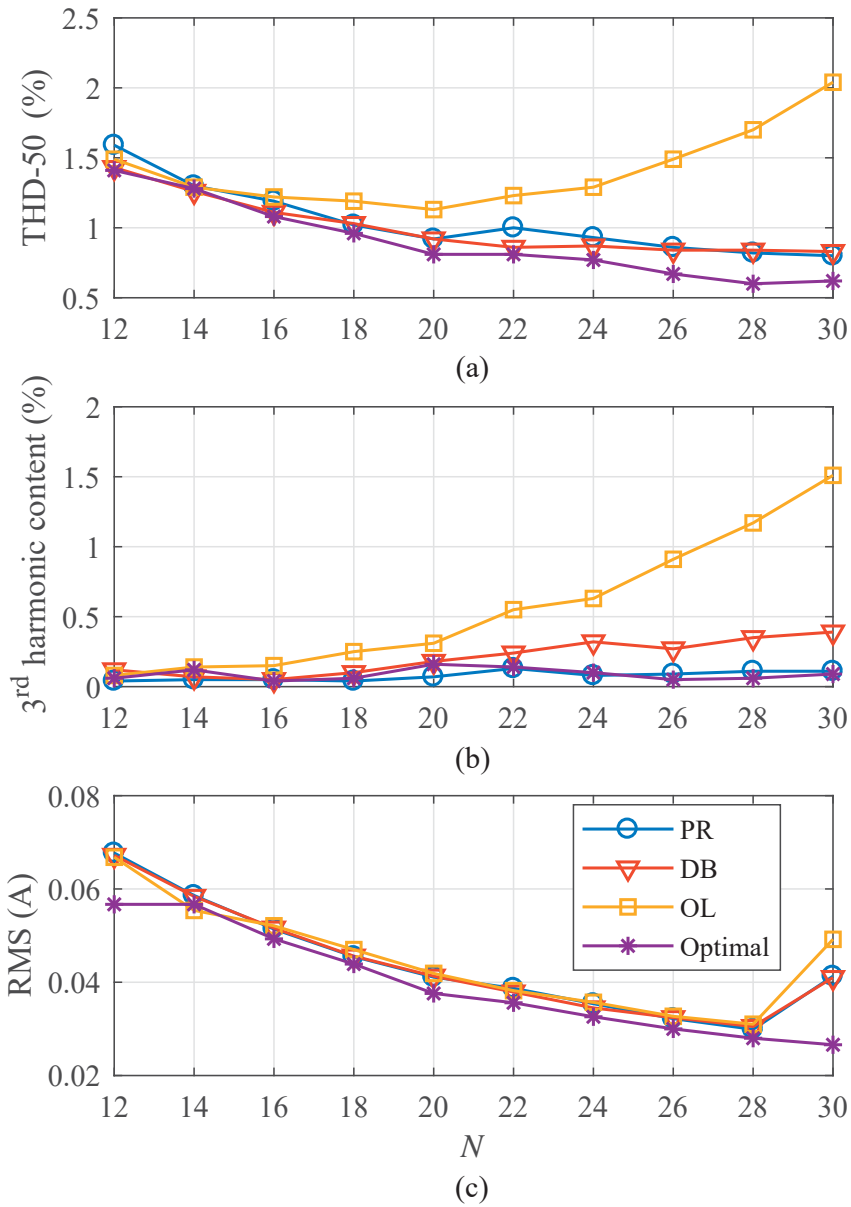 THD-50 (%)
2.5
2
1.5
1
0.5
12 14 16 18 20 22 24 26 28 30
(a)
3rd harmonic content (%)
2
1.5
1
0.5
0
12 14 16 18 20 22 24 26 28 30
(b)
RMS (A)
0.08
0.06
0.04
0.02
PR
DB
OL
Optimal
12 14 16 18 20 22 24 26 28 30
N
(c)